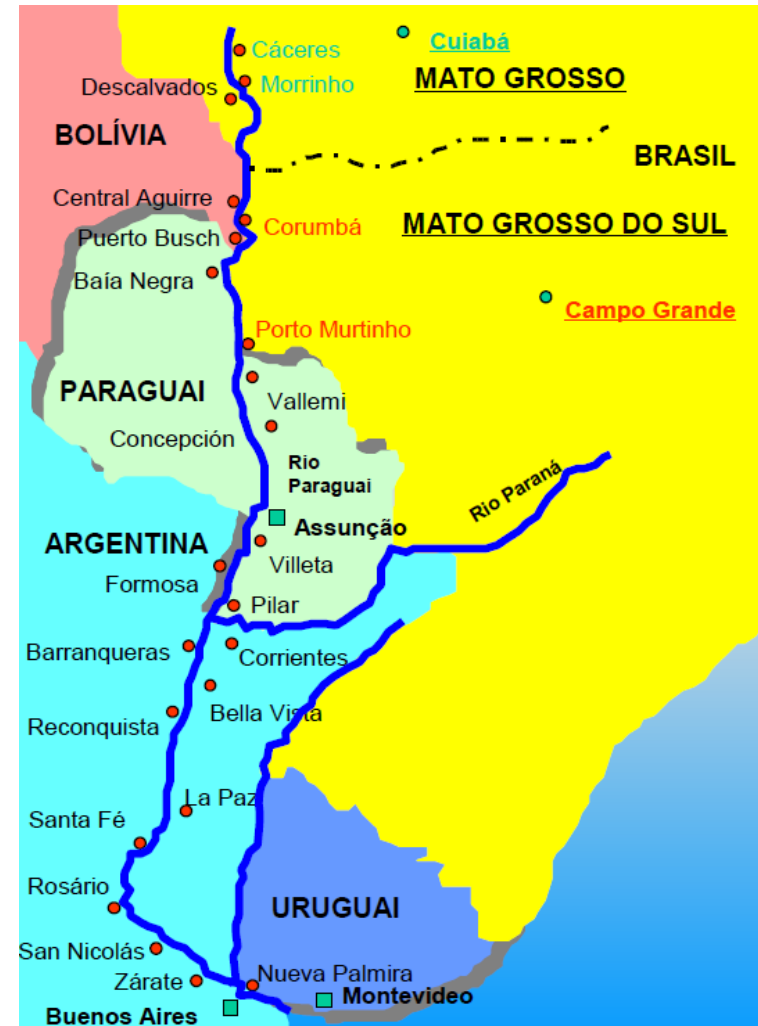 Cáceres
Cuiabá
Morrinho
MATO GROSSO
Descalvados
BOLÍVIA
BRASIL
Central Aguirre
Corumbá
MATO GROSSO DO SUL
Puerto Busch
Baía Negra
Campo Grande
Porto Murtinho
PARAGUAI
Vallemi
Concepción
Rio
Paraguai
Rio Paraná
Assunção
ARGENTINA
Villeta
Formosa
Pilar
Barranqueras
Corrientes
Bella Vista
Reconquista
La Paz
Santa Fé
Rosário
URUGUAI
San Nicolás
Nueva Palmira
Zárate
Montevideo
Buenos Aires